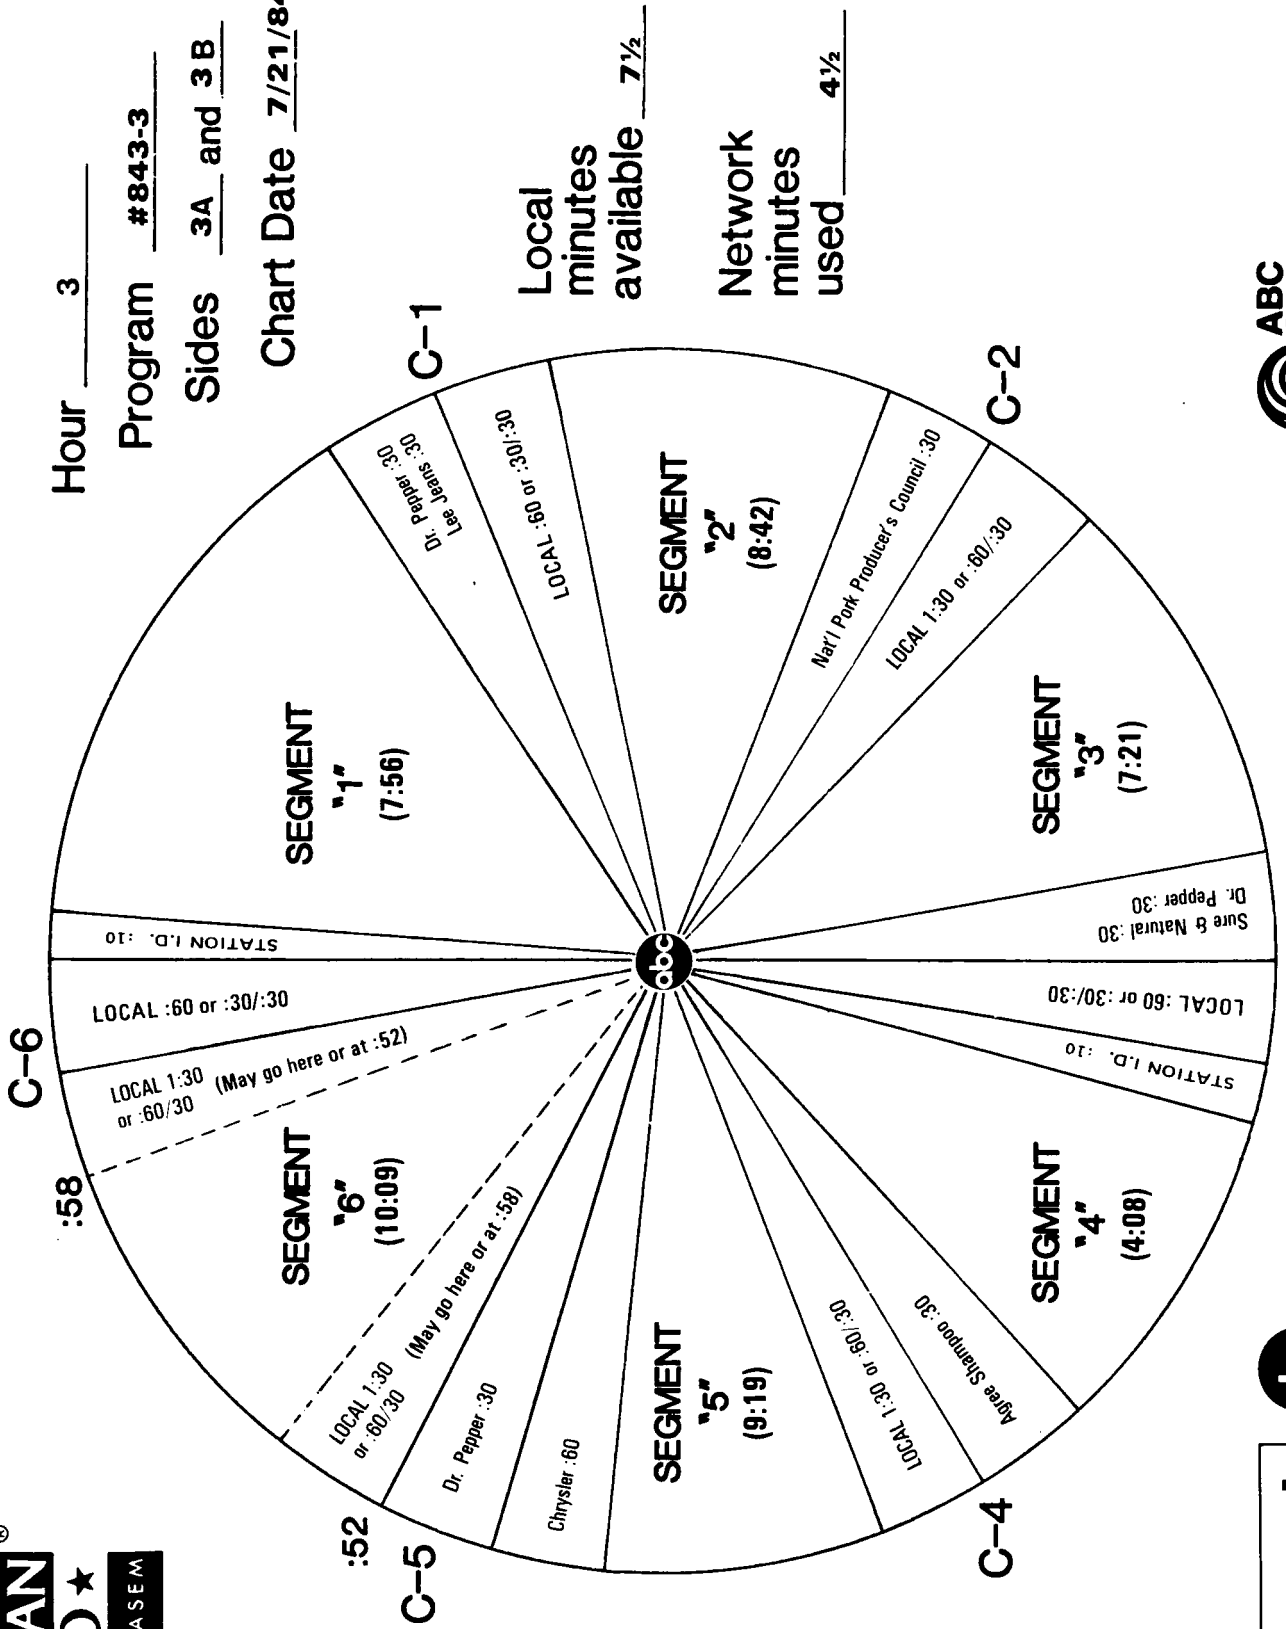 Hour 3
Program #843-3
Sides 3A and 3B
Chart Date 7/21/84
Local
minutes
available 7½
Network
minutes
used 4½
STATION I.D. :10
SEGMENT
"1"
(7:56)
Dr. Pepper :30
Lee Jeans :30
C-1
LOCAL :60 or :30/:30
SEGMENT
"2"
(8:42)
Nat'l Pork Producer's Council :30
C-2
LOCAL 1:30 or :60/:30
SEGMENT
"3"
(7:21)
Dr. Pepper :30
Sure & Natural :30
LOCAL :60 or :30/:30
STATION I.D. :10
SEGMENT
"4"
(4:08)
Agree Shampoo :30
C-4
LOCAL 1:30 or :60/:30
SEGMENT
"5"
(9:19)
Chrysler :60
Dr. Pepper :30
C-5
:52
LOCAL 1:30
or :60/30
(May go here or at :58)
SEGMENT
"6"
(10:09)
:58
LOCAL 1:30
or :60/30
(May go here or at :52)
C-6
LOCAL :60 or :30/:30
abc
ABC
AN ®
ASEM